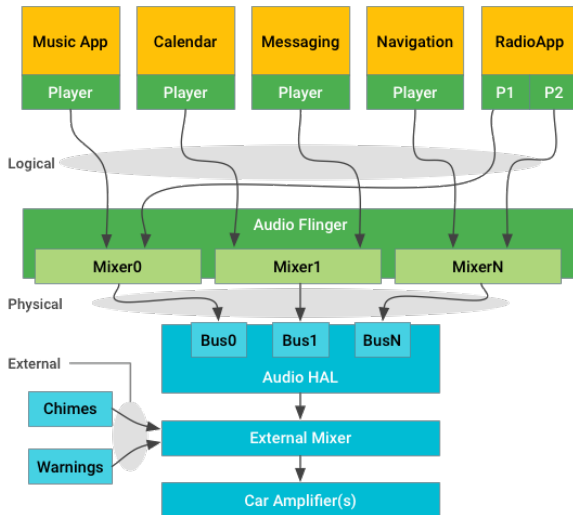 Music App
Calendar
Messaging
Navigation
RadioApp
Player
Player
Player
Player
P1
P2
Logical
Audio Flinger
Mixer0
Mixer1
MixerN
Physical
Bus0
Bus1
BusN
Audio HAL
External
Chimes
External Mixer
Warnings
Car Amplifier(s)